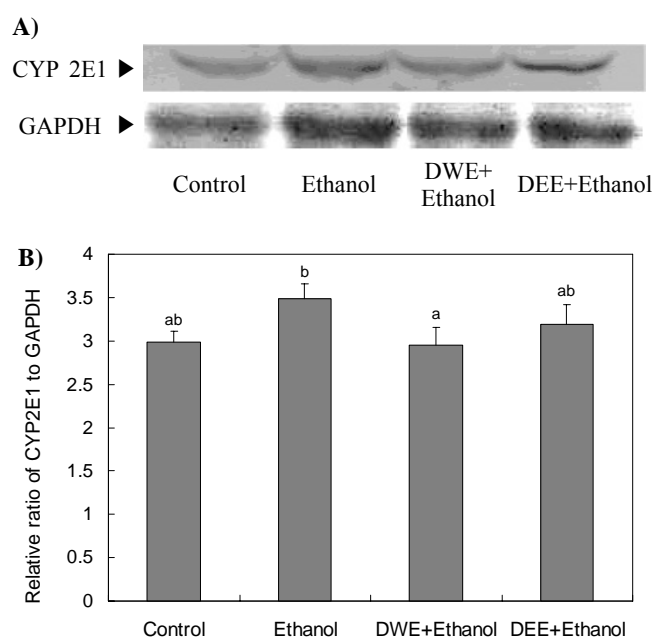 A)
CYP 2E1 ►
GAPDH ►
Control Ethanol DWE+ Ethanol DEE+Ethanol
B)
Relative ratio of CYP2E1 to GAPDH
4
3.5
3
2.5
2
1.5
1
0.5
0
ab b a ab
Control Ethanol DWE+Ethanol DEE+Ethanol